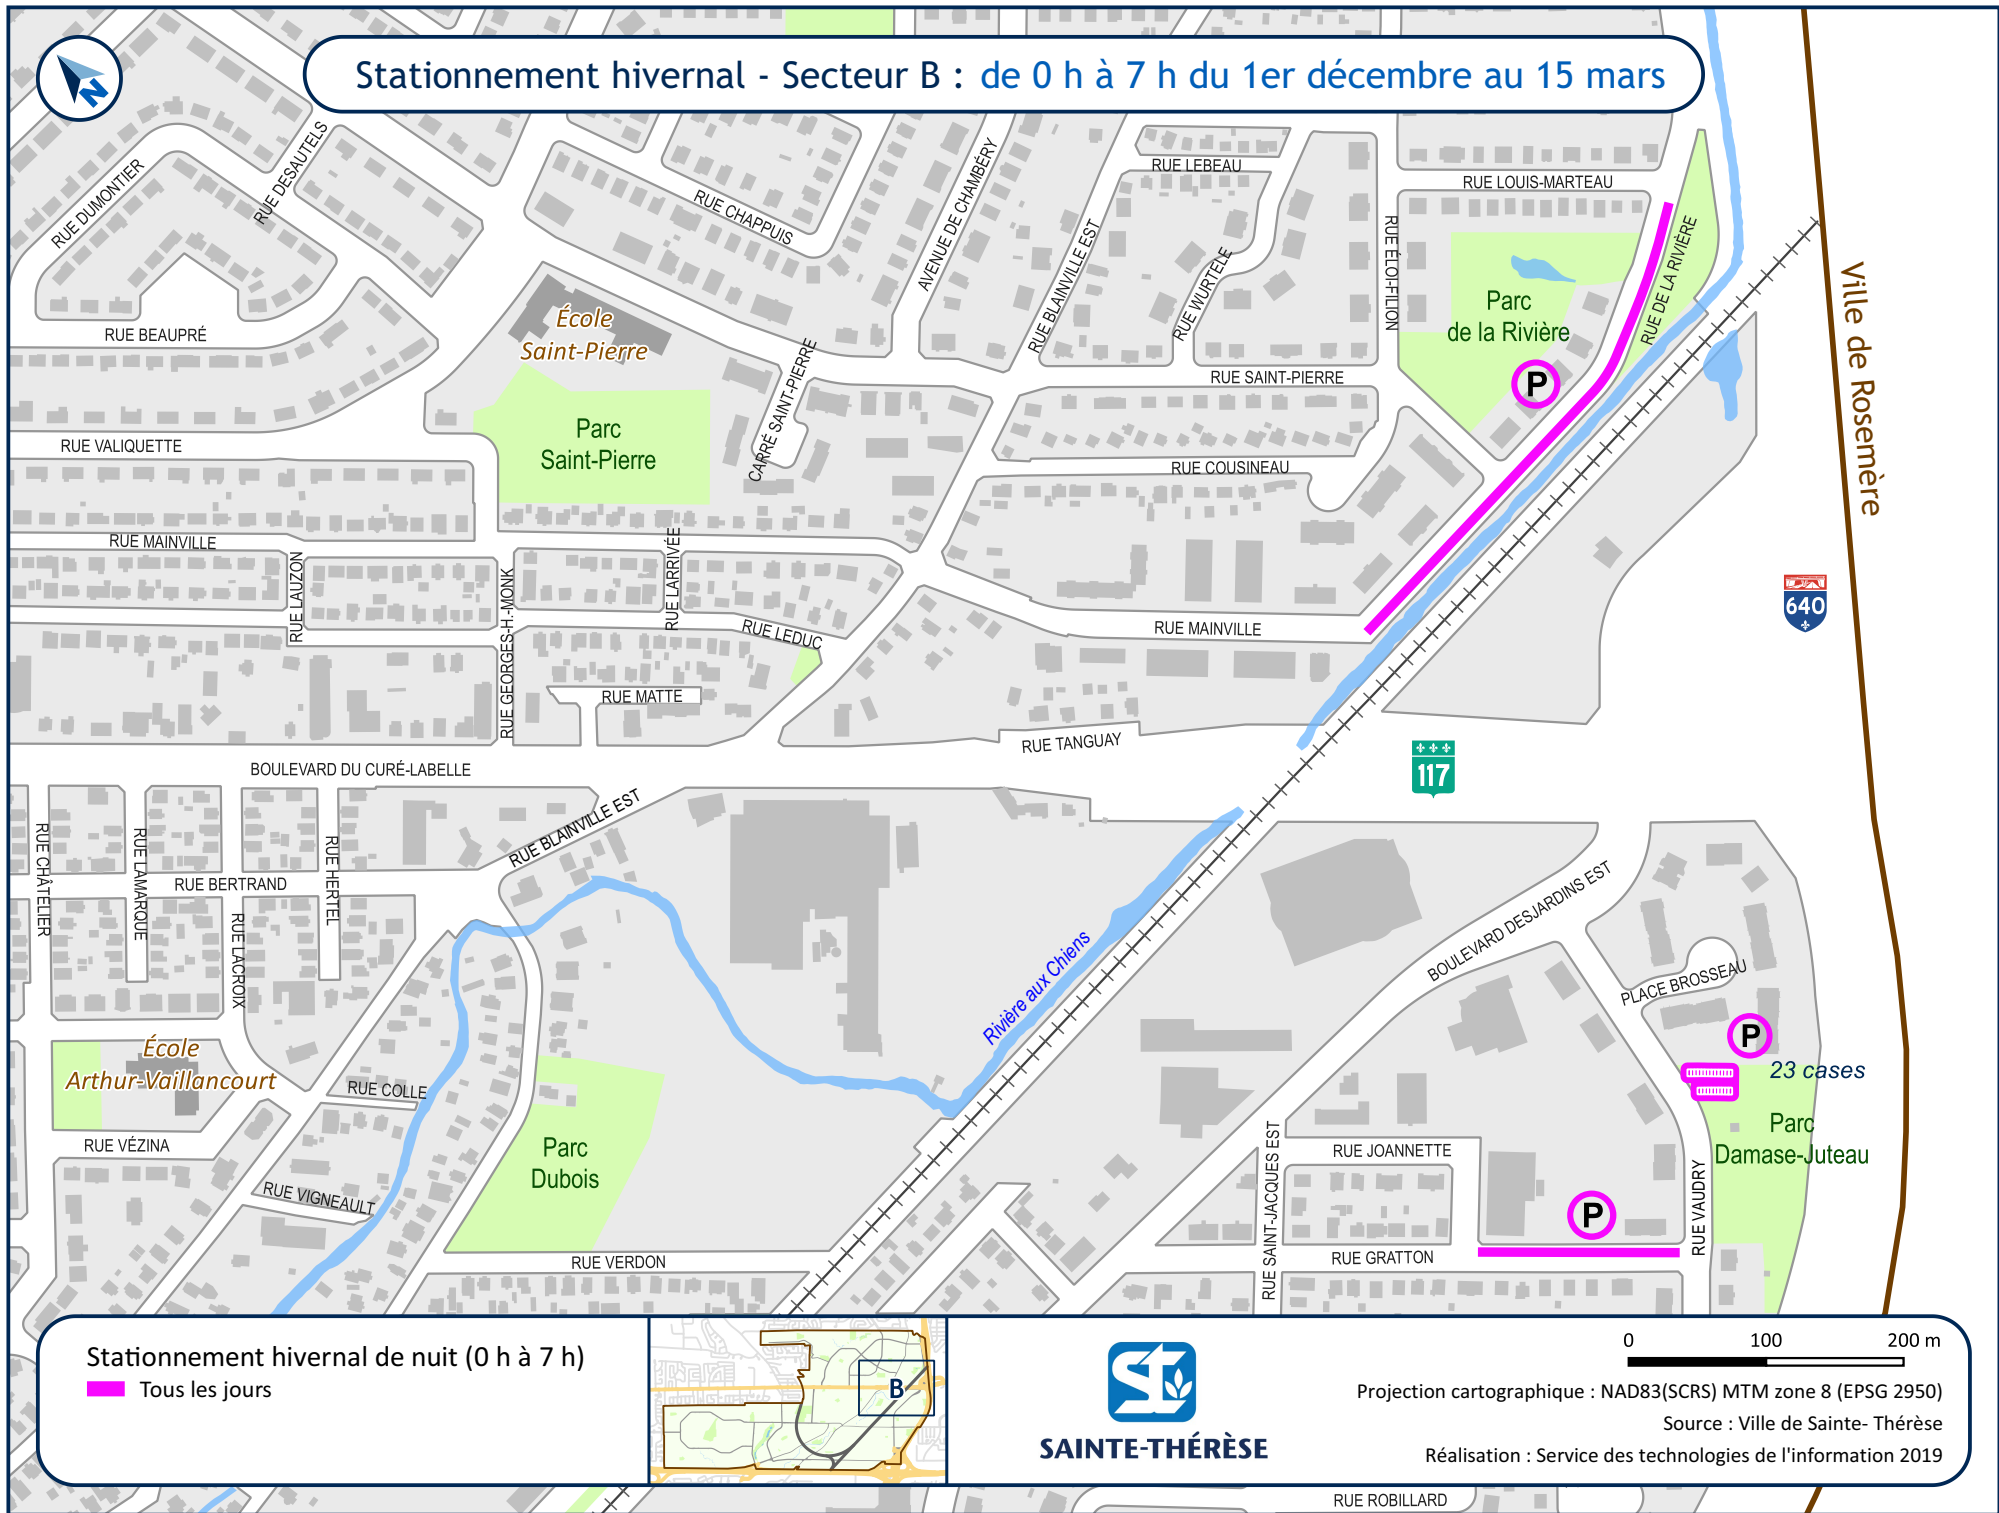 N
Stationnement hivernal - Secteur B : de 0 h à 7 h du 1er décembre au 15 mars
RUE DUMONTIER
RUE DESAUTELS
RUE CHAPPUIS
AVENUE DE CHAMBÉRY
RUE LEBEAU
RUE BLAINVILLE EST
RUE WURTELE
RUE ÉLOI-FILION
RUE LOUIS-MARTEAU
RUE DE LA RIVIÈRE
Parc
de la Rivière
P
Ville de Rosemère
RUE BEAUPRÉ
École
Saint-Pierre
CARRÉ SAINT-PIERRE
RUE SAINT-PIERRE
RUE VALIQUETTE
Parc
Saint-Pierre
RUE COUSINEAU
RUE MAINVILLE
RUE LAUZON
RUE GEORGES-H.-MONK
RUE LARRIVÉE
RUE LEDUC
RUE MAINVILLE
640
RUE MATTE
RUE TANGUAY
117
BOULEVARD DU CURÉ-LABELLE
RUE BLAINVILLE EST
RUE CHÂTELIER
RUE LAMARQUE
RUE BERTRAND
RUE HERTEL
RUE LACROIX
BOULEVARD DESJARDINS EST
Rivière aux Chiens
PLACE BROSSEAU
P
23 cases
École
Arthur-Vaillancourt
RUE COLLE
RUE VÉZINA
RUE VIGNEAULT
Parc
Dubois
Parc
Damase-Juteau
RUE JOANNETTE
RUE SAINT-JACQUES EST
RUE VAUDRY
P
RUE VERDON
RUE GRATTON
Stationnement hivernal de nuit (0 h à 7 h)
Tous les jours
B
SAINTE-THÉRÈSE
0 100 200 m
Projection cartographique : NAD83(SCRS) MTM zone 8 (EPSG 2950)
Source : Ville de Sainte- Thérèse
Réalisation : Service des technologies de l'information 2019
RUE ROBILLARD